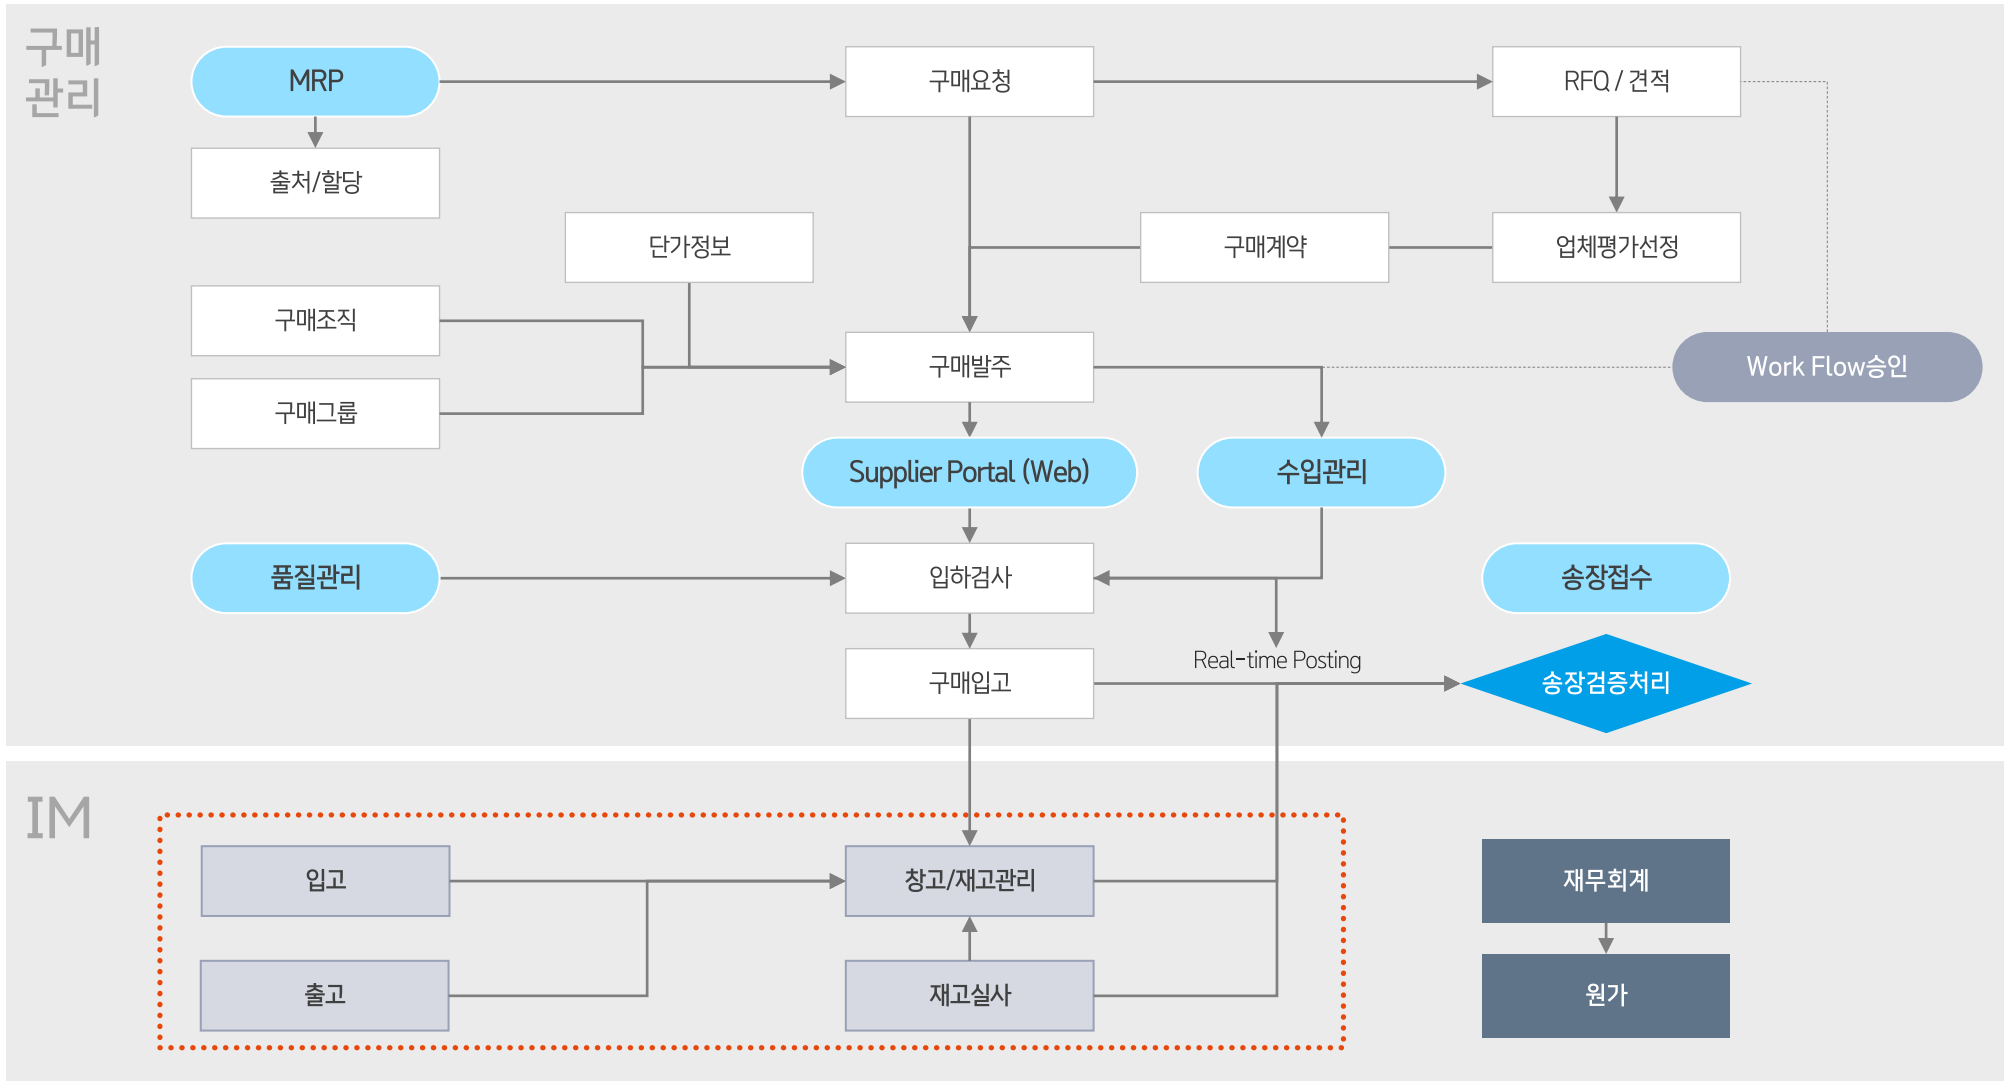 구매
관리
MRP
구매요청
RFQ / 견적
출처/할당
단가정보
구매계약
업체평가선정
구매조직
구매발주
Work Flow승인
구매그룹
Supplier Portal (Web)
수입관리
품질관리
입하검사
송장접수
Real-time Posting
구매입고
송장검증처리
IM
입고
창고/재고관리
재무회계
출고
재고실사
원가